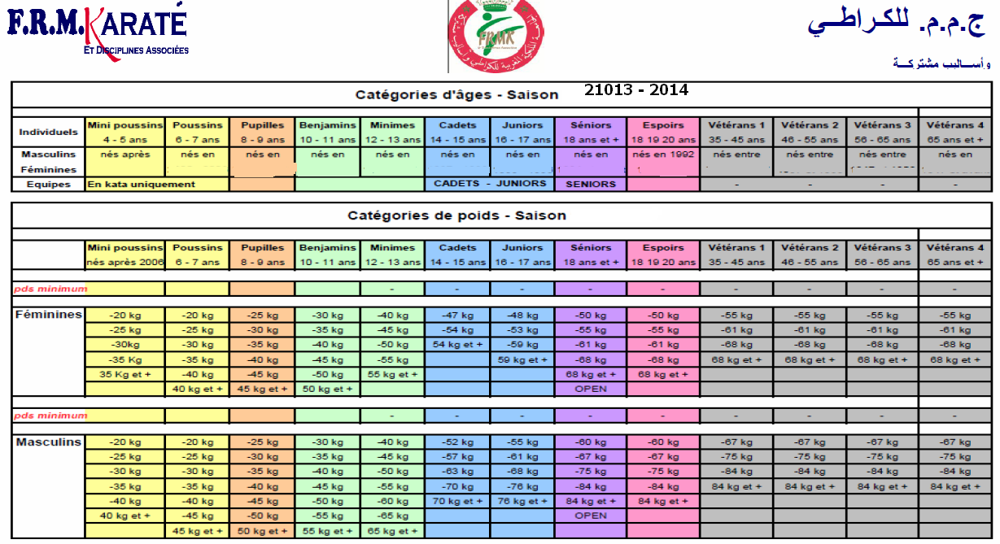 F.R.M. KARATÉ
ET DISCIPLINES ASSOCIÉES
FRMK
ج.م.م. للكـراطــي
وأســاليب مشتركــة
Catégories d'âges - Saison 21013 - 2014
Individuels Mini poussins Poussins Pupilles Benjamins Minimes Cadets Juniors Séniors Espoirs Vétérans 1 Vétérans 2 Vétérans 3 Vétérans 4
4 - 5 ans 6 - 7 ans 8 - 9 ans 10 - 11 ans 12 - 13 ans 14 - 15 ans 16 - 17 ans 18 ans et + 18 19 20 ans 35 - 45 ans 46 - 55 ans 56 - 65 ans 65 ans et +
Masculins nés après nés en nés en nés en nés en nés en nés en nés en nés en 1992 nés entre nés entre nés entre nés en
Féminines
Equipes En kata uniquement CADETS - JUNIORS SENIORS - - - -
Catégories de poids - Saison
Mini poussins Poussins Pupilles Benjamins Minimes Cadets Juniors Séniors Espoirs Vétérans 1 Vétérans 2 Vétérans 3 Vétérans 4
nés après 2006 6 - 7 ans 8 - 9 ans 10 - 11 ans 12 - 13 ans 14 - 15 ans 16 - 17 ans 18 ans et + 18 19 20 ans 35 - 45 ans 46 - 55 ans 56 - 65 ans 65 ans et +
pds minimum - - - - - - - - -
Féminines -20 kg -20 kg -25 kg -30 kg -40 kg -47 kg -48 kg -50 kg -50 kg -55 kg -55 kg -55 kg -55 kg
-25 kg -25 kg -30 kg -35 kg -45 kg -54 kg -53 kg -55 kg -55 kg -61 kg -61 kg -61 kg -61 kg
-30kg -30 kg -35 kg -40 kg -50 kg 54 kg et + -59 kg -61 kg -61 kg -68 kg -68 kg -68 kg -68 kg
-35 Kg -35 kg -40 kg -45 kg -55 kg 59 kg et + -68 kg -68 kg 68 kg et + 68 kg et + 68 kg et + 68 kg et +
35 Kg et + -40 kg -45 kg -50 kg 55 kg et + 68 kg et + 68 kg et +
40 kg et + 45 kg et + 50 kg et + OPEN
pds minimum - - - - - - - - -
Masculins -20 kg -20 kg -25 kg -30 kg -40 kg -52 kg -55 kg -60 kg -60 kg -67 kg -67 kg -67 kg -67 kg
-25 kg -25 kg -30 kg -35 kg -45 kg -57 kg -61 kg -67 kg -67 kg -75 kg -75 kg -75 kg -75 kg
-30 kg -30 kg -35 kg -40 kg -50 kg -63 kg -68 kg -75 kg -75 kg -84 kg -84 kg -84 kg -84 kg
-35 kg -35 kg -40 kg -45 kg -55 kg -70 kg -76 kg -84 kg -84 kg 84 kg et + 84 kg et + 84 kg et + 84 kg et +
-40 kg -40 kg -45 kg -50 kg -60 kg 70 kg et + 76 kg et + 84 kg et + 84 kg et +
40 kg et + -45 kg -50 kg -55 kg -65 kg OPEN
45 kg et + 50 kg et + 55 kg et + 65 kg et +